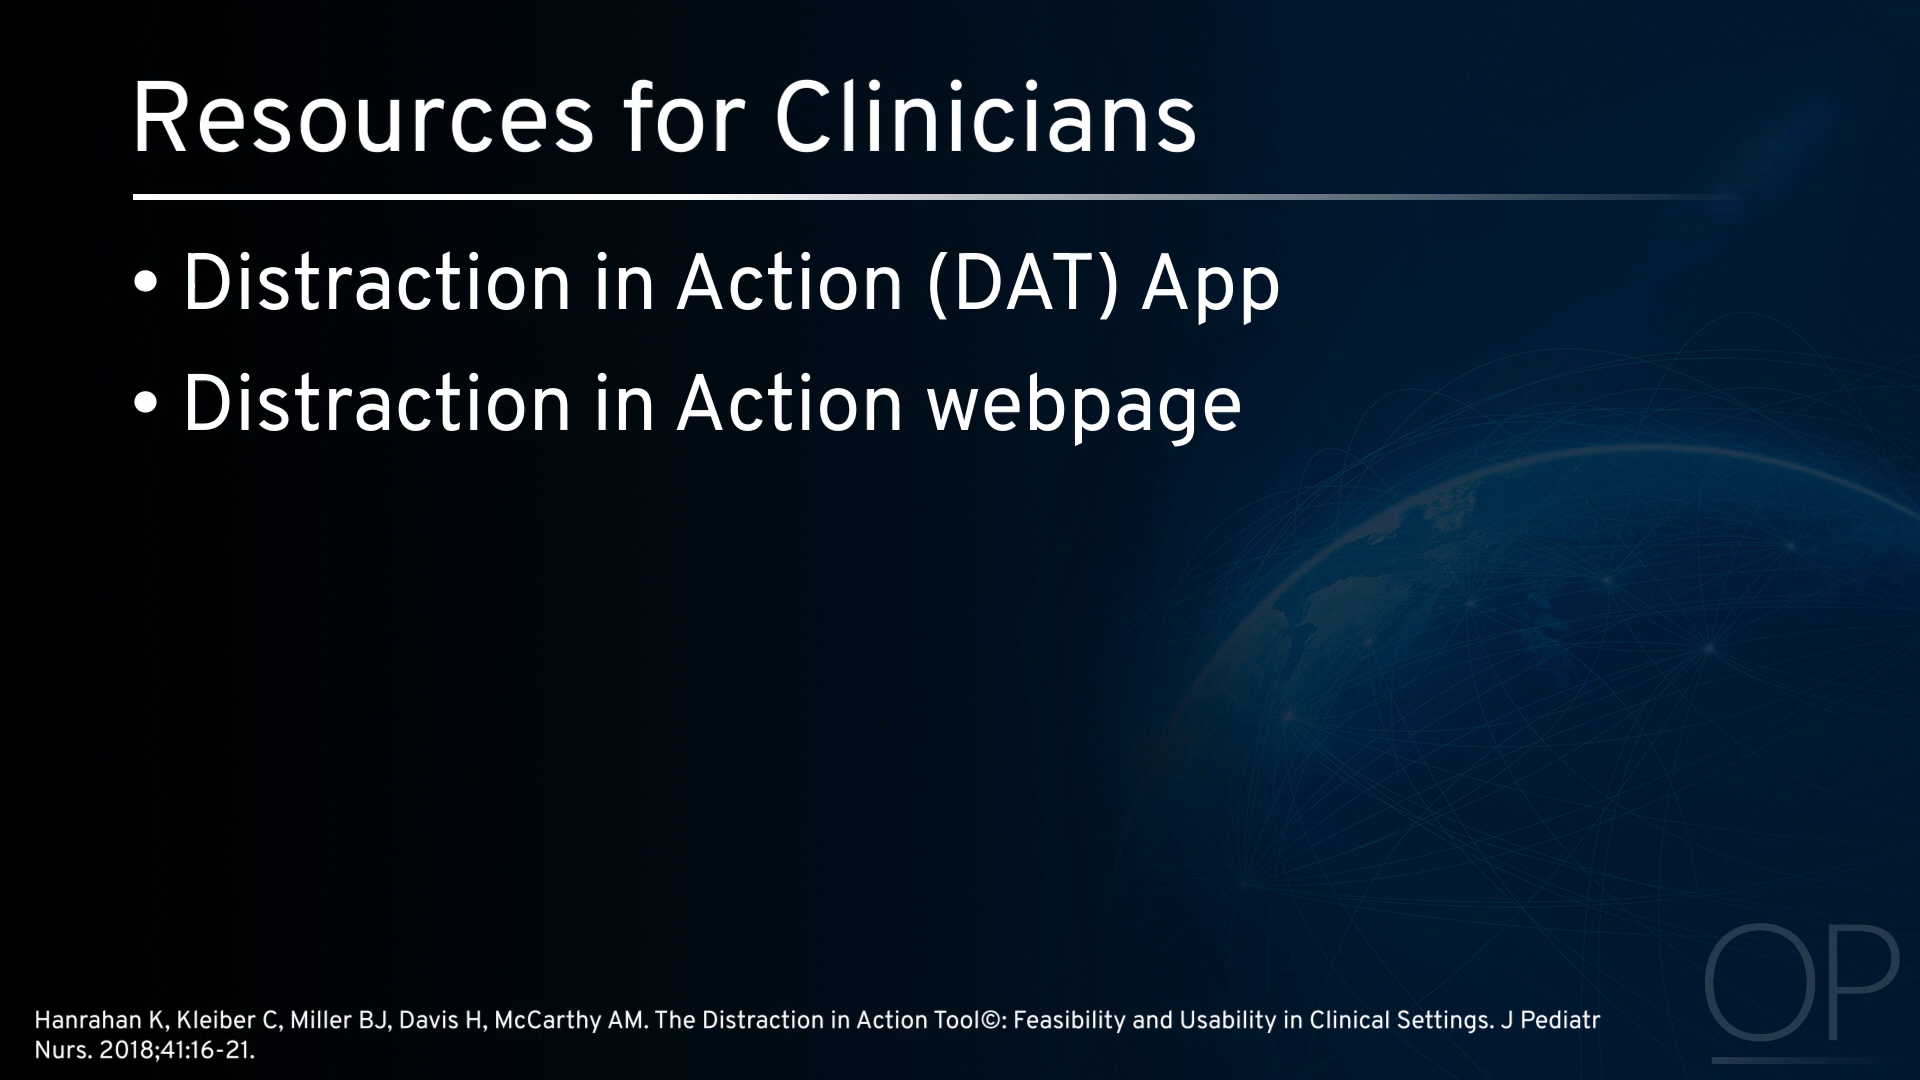 Resources for Clinicians
• Distraction in Action (DAT) App
• Distraction in Action webpage
Hanrahan K, Kleiber C, Miller BJ, Davis H, McCarthy AM. The Distraction in Action Tool©: Feasibility and Usability in Clinical Settings. J Pediatr
Nurs. 2018;41:16-21.
OP